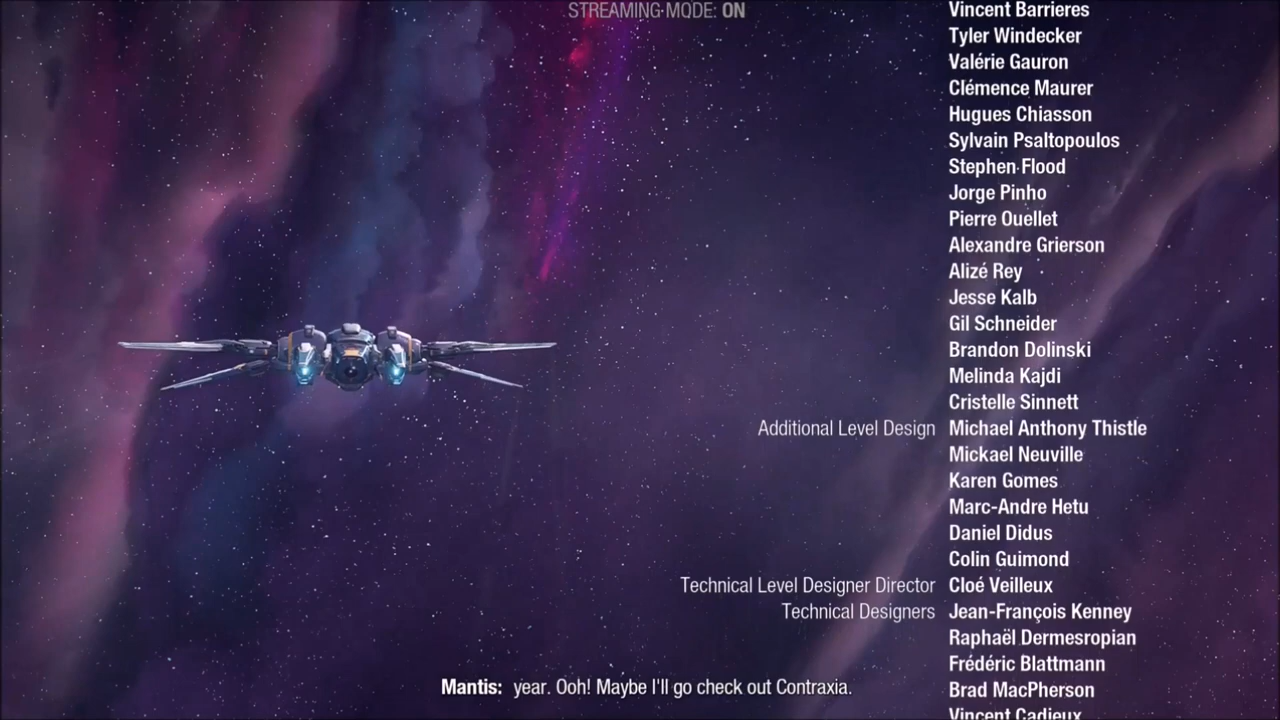 STREAMING MODE: ON
Vincent Barrieres
Tyler Windecker
Valérie Gauron
Clémence Maurer
Hugues Chiasson
Sylvain Psaltopoulos
Stephen Flood
Jorge Pinho
Pierre Ouellet
Alexandre Grierson
Alizé Rey
Jesse Kalb
Gil Schneider
Brandon Dolinski
Melinda Kajdi
Cristelle Sinnett
Additional Level Design Michael Anthony Thistle
Mickael Neuville
Karen Gomes
Marc-Andre Hetu
Daniel Didus
Colin Guimond
Technical Level Designer Director Cloé Veilleux
Technical Designers Jean-François Kenney
Raphaël Dermesropian
Frédéric Blattmann
Mantis: year. Ooh! Maybe I'll go check out Contraxia.
Brad MacPherson
Vincent Cadieux